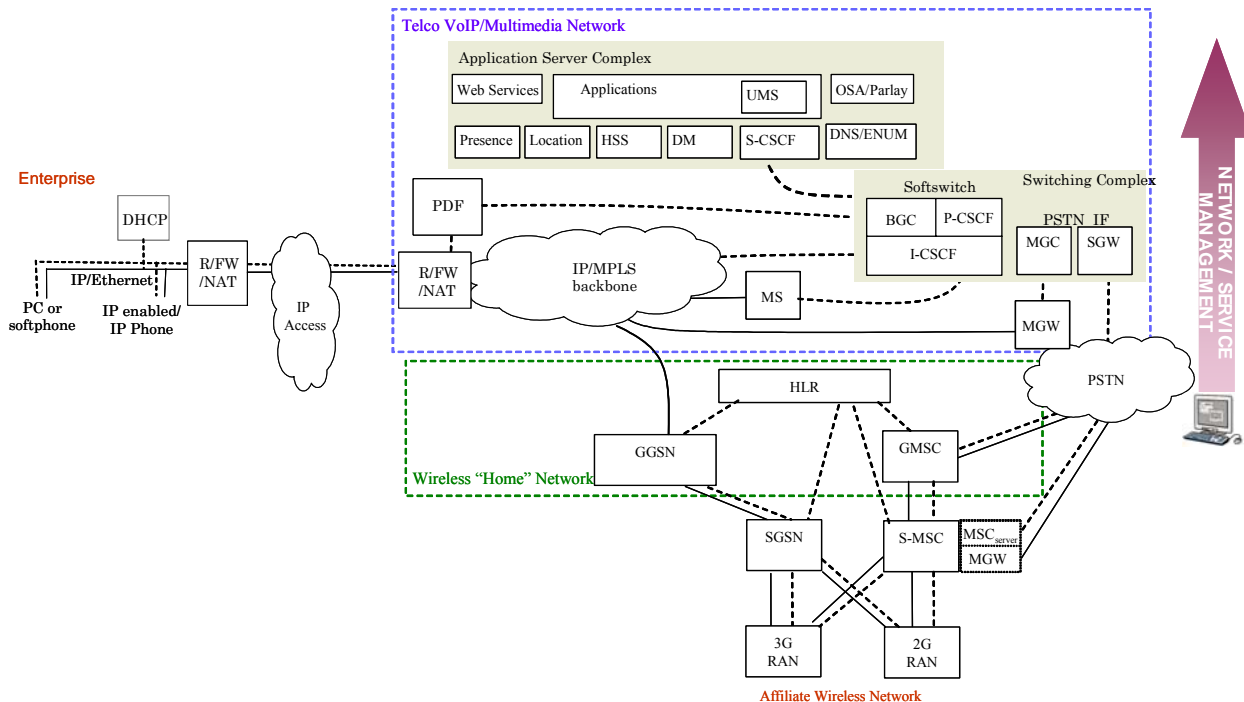 Telco VoIP/Multimedia Network
Application Server Complex
Web Services
Applications
UMS
OSA/Parlay
Presence
Location
HSS
DM
S-CSCF
DNS/ENUM
Softswitch
Switching Complex
BGC
P-CSCF
I-CSCF
PSTN IF
MGC
SGW
Enterprise
DHCP
PDF
R/FW
/NAT
IP/Ethernet
PC or
softphone
IP enabled/
IP Phone
IP
Access
R/FW
/NAT
IP/MPLS
backbone
MS
MGW
PSTN
NETWORK / SERVICE
MANAGEMENT
HLR
GGSN
GMSC
Wireless “Home” Network
SGSN
S-MSC
MSCserver
MGW
3G
RAN
2G
RAN
Affiliate Wireless Network